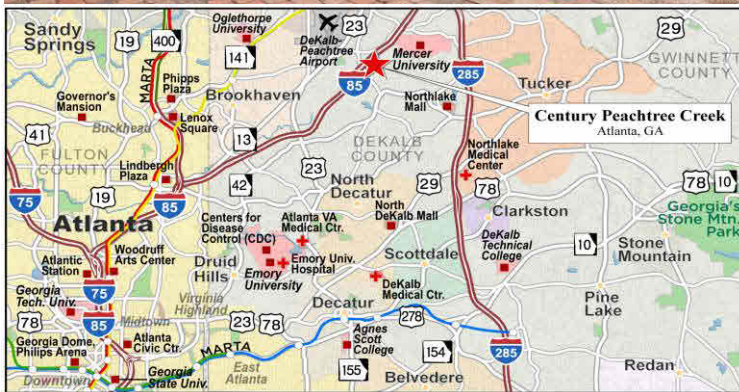 Sandy
Springs
19
400
Oglethorpe
University
141
DeKalb-
Peachtree
Airport
23
85
Mercer
University
285
29
GWINNETT
COUNTY
Tucker
Governor's
Mansion
Phipps
Plaza
MARTA
Brookhaven
Northlake
Mall
Century Peachtree Creek
Atlanta, GA
41
Buckhead
Lenox
Square
13
DEKALB
COUNTY
FULTON
COUNTY
Lindbergh
Plaza
23
Northlake
Medical
Center
75
19
85
42
North
Decatur
29
78
78
10
Georgia's
Stone Mtn.
Park
Atlanta
Centers for
Disease
Control (CDC)
Atlanta VA
Medical Ctr.
North
DeKalb Mall
Clarkston
Atlantic
Station
Woodruff
Arts Center
Druid
Hills
Emory Univ.
Hospital
Emory
University
Scottdale
DeKalb
Technical
College
10
Stone
Mountain
75
Georgia
Tech. Univ.
Virginia
Highland
DeKalb
Medical Ctr.
Pine
Lake
78
85
Midtown
23
78
Decatur
278
Georgia Dome,
Philips Arena
Atlanta
Civic Ctr.
MARTA
Agnes
Scott
College
154
285
Downtown
Georgia
State Univ.
East
Atlanta
155
Belvedere
Redan